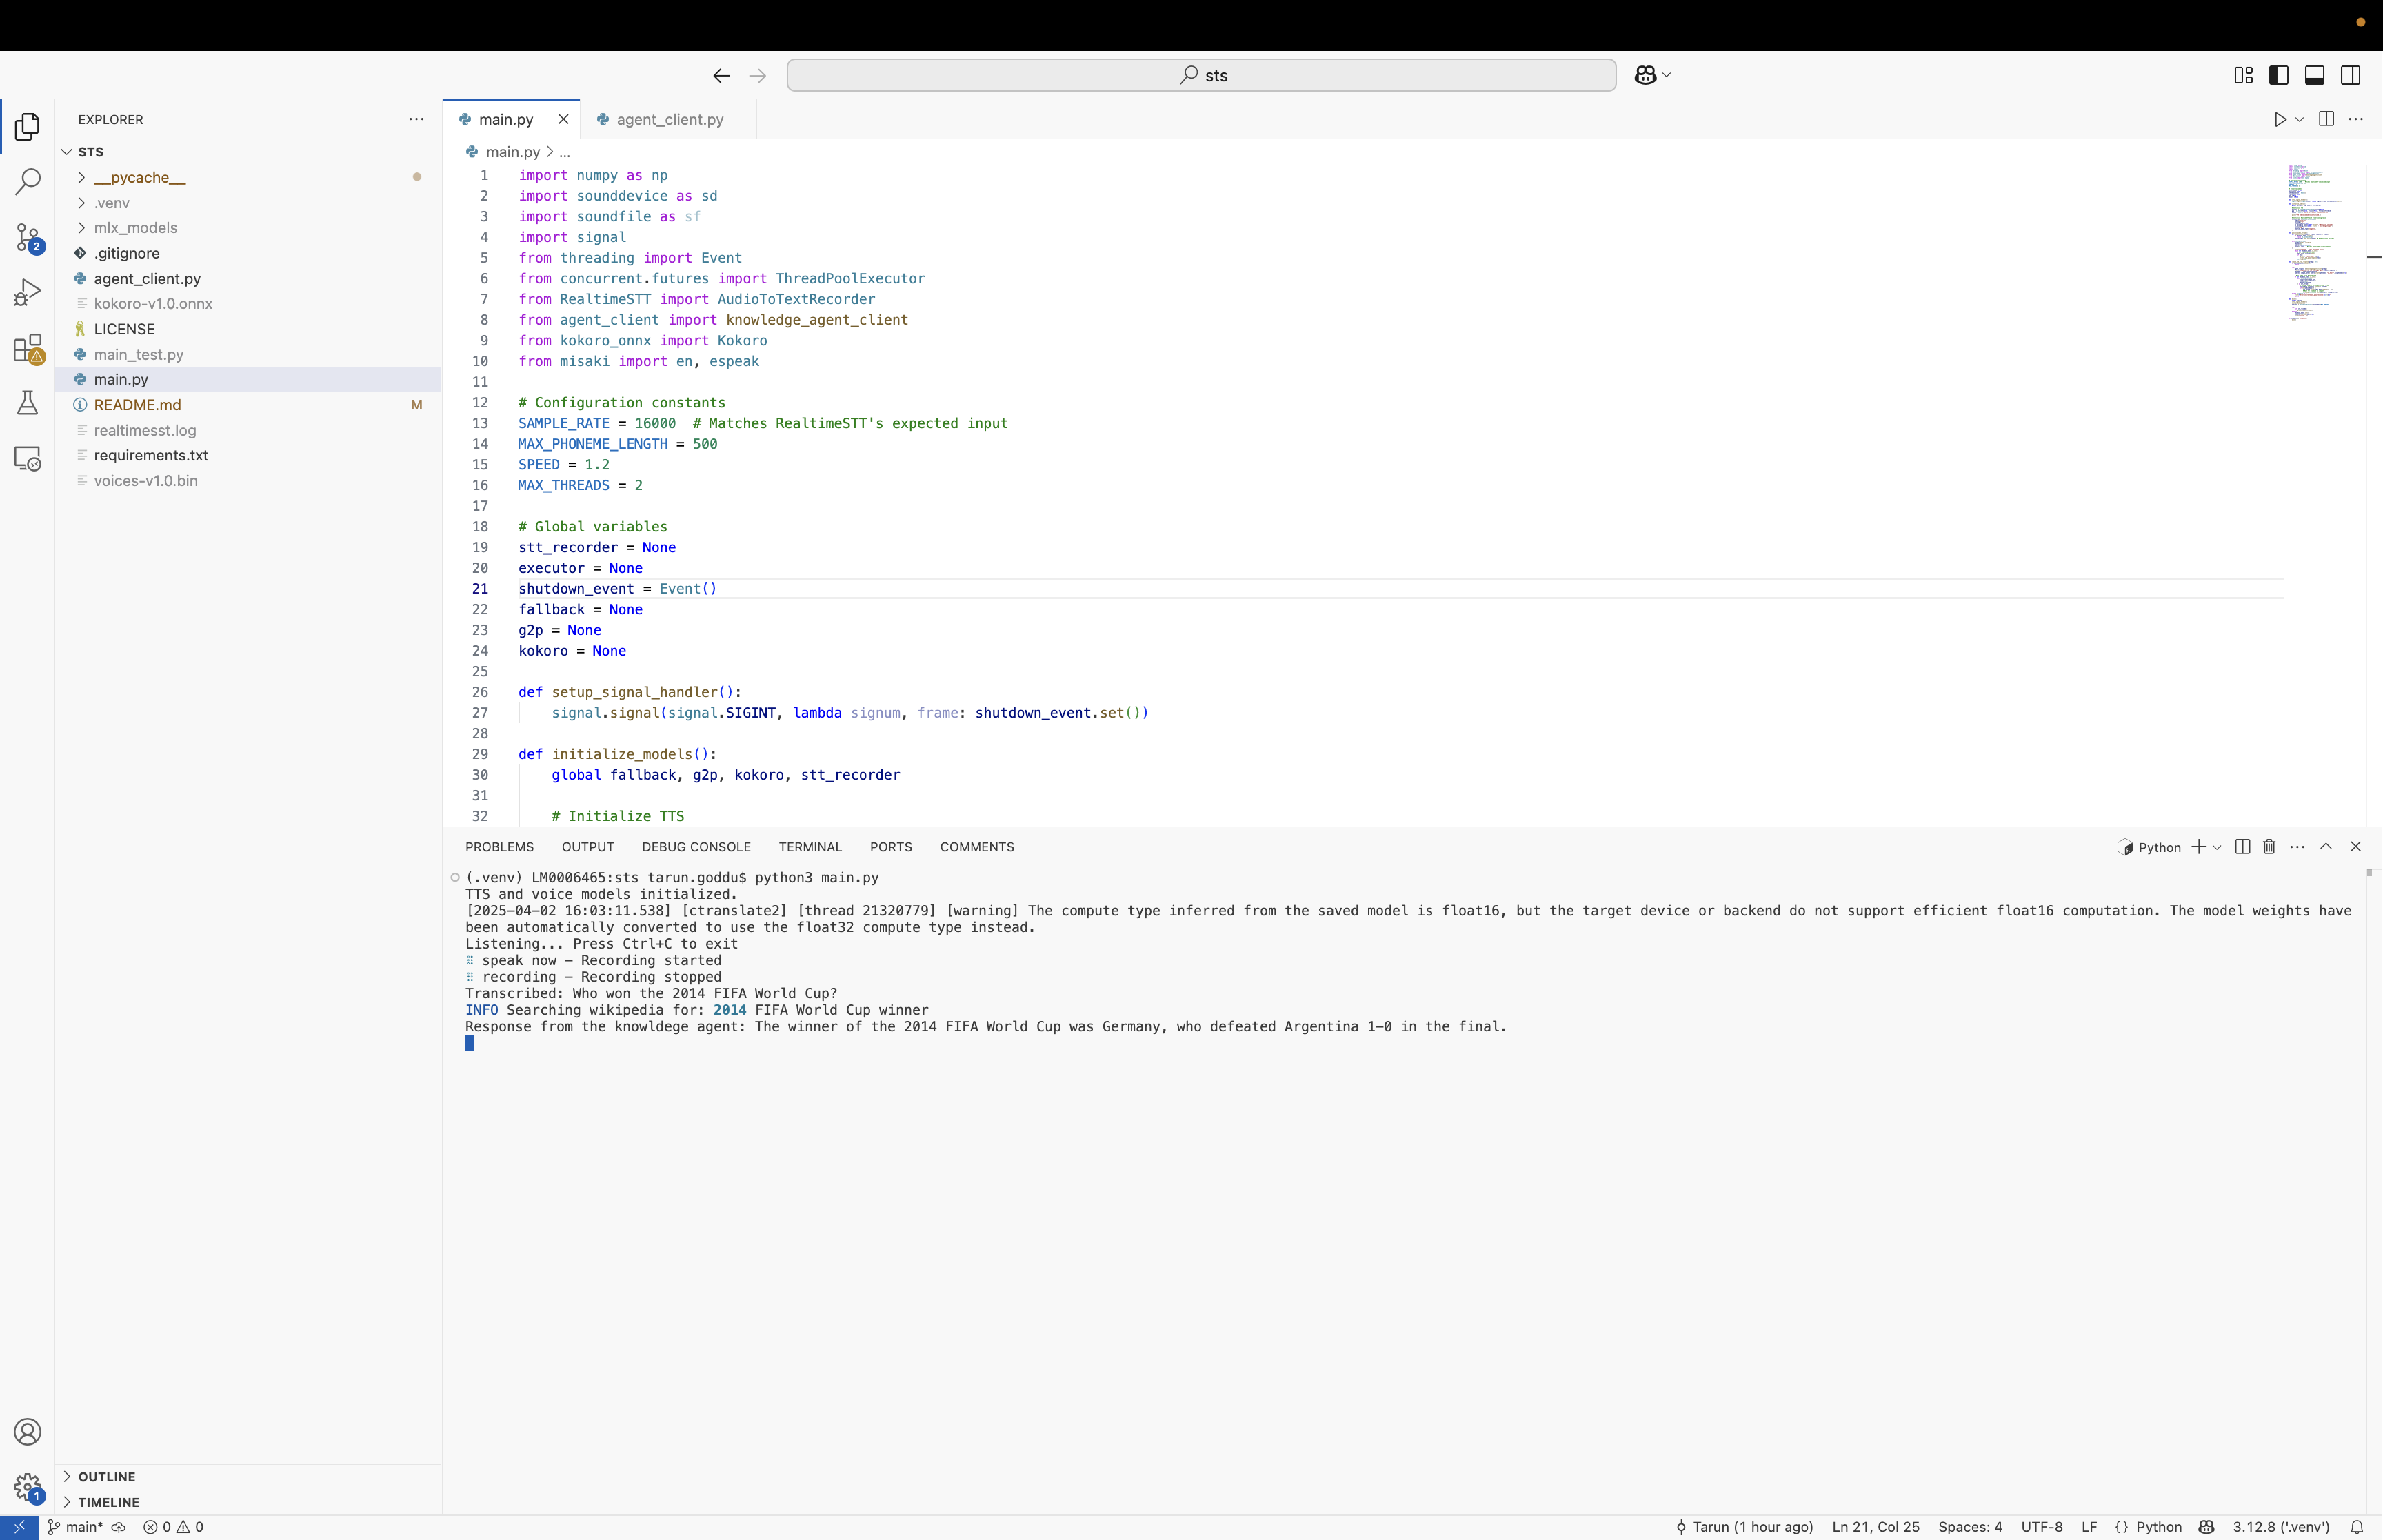 sts
EXPLORER
STS
__pycache__
.venv
mlx_models
.gitignore
agent_client.py
kokoro-v1.0.onnx
LICENSE
main_test.py
main.py
README.md M
realtimesst.log
requirements.txt
voices-v1.0.bin
2
1
OUTLINE
TIMELINE
main.py
agent_client.py
main.py > ...
1 import numpy as np
2 import sounddevice as sd
3 import soundfile as sf
4 import signal
5 from threading import Event
6 from concurrent.futures import ThreadPoolExecutor
7 from RealtimeSTT import AudioToTextRecorder
8 from agent_client import knowledge_agent_client
9 from kokoro_onnx import Kokoro
10 from misaki import en, espeak
11
12 # Configuration constants
13 SAMPLE_RATE = 16000  # Matches RealtimeSTT's expected input
14 MAX_PHONEME_LENGTH = 500
15 SPEED = 1.2
16 MAX_THREADS = 2
17
18 # Global variables
19 stt_recorder = None
20 executor = None
21 shutdown_event = Event()
22 fallback = None
23 g2p = None
24 kokoro = None
25
26 def setup_signal_handler():
27     signal.signal(signal.SIGINT, lambda signum, frame: shutdown_event.set())
28
29 def initialize_models():
30     global fallback, g2p, kokoro, stt_recorder
31
32     # Initialize TTS
PROBLEMS OUTPUT DEBUG CONSOLE TERMINAL PORTS COMMENTS
Python
(.venv) LM0006465:sts tarun.goddu$ python3 main.py
TTS and voice models initialized.
[2025-04-02 16:03:11.538] [ctranslate2] [thread 21320779] [warning] The compute type inferred from the saved model is float16, but the target device or backend do not support efficient float16 computation. The model weights have
been automatically converted to use the float32 compute type instead.
Listening... Press Ctrl+C to exit
⠿ speak now – Recording started
⠿ recording – Recording stopped
Transcribed: Who won the 2014 FIFA World Cup?
INFO Searching wikipedia for: 2014 FIFA World Cup winner
Response from the knowldege agent: The winner of the 2014 FIFA World Cup was Germany, who defeated Argentina 1–0 in the final.
main* 0 0
Tarun (1 hour ago) Ln 21, Col 25 Spaces: 4 UTF-8 LF {} Python 3.12.8 ('.venv')